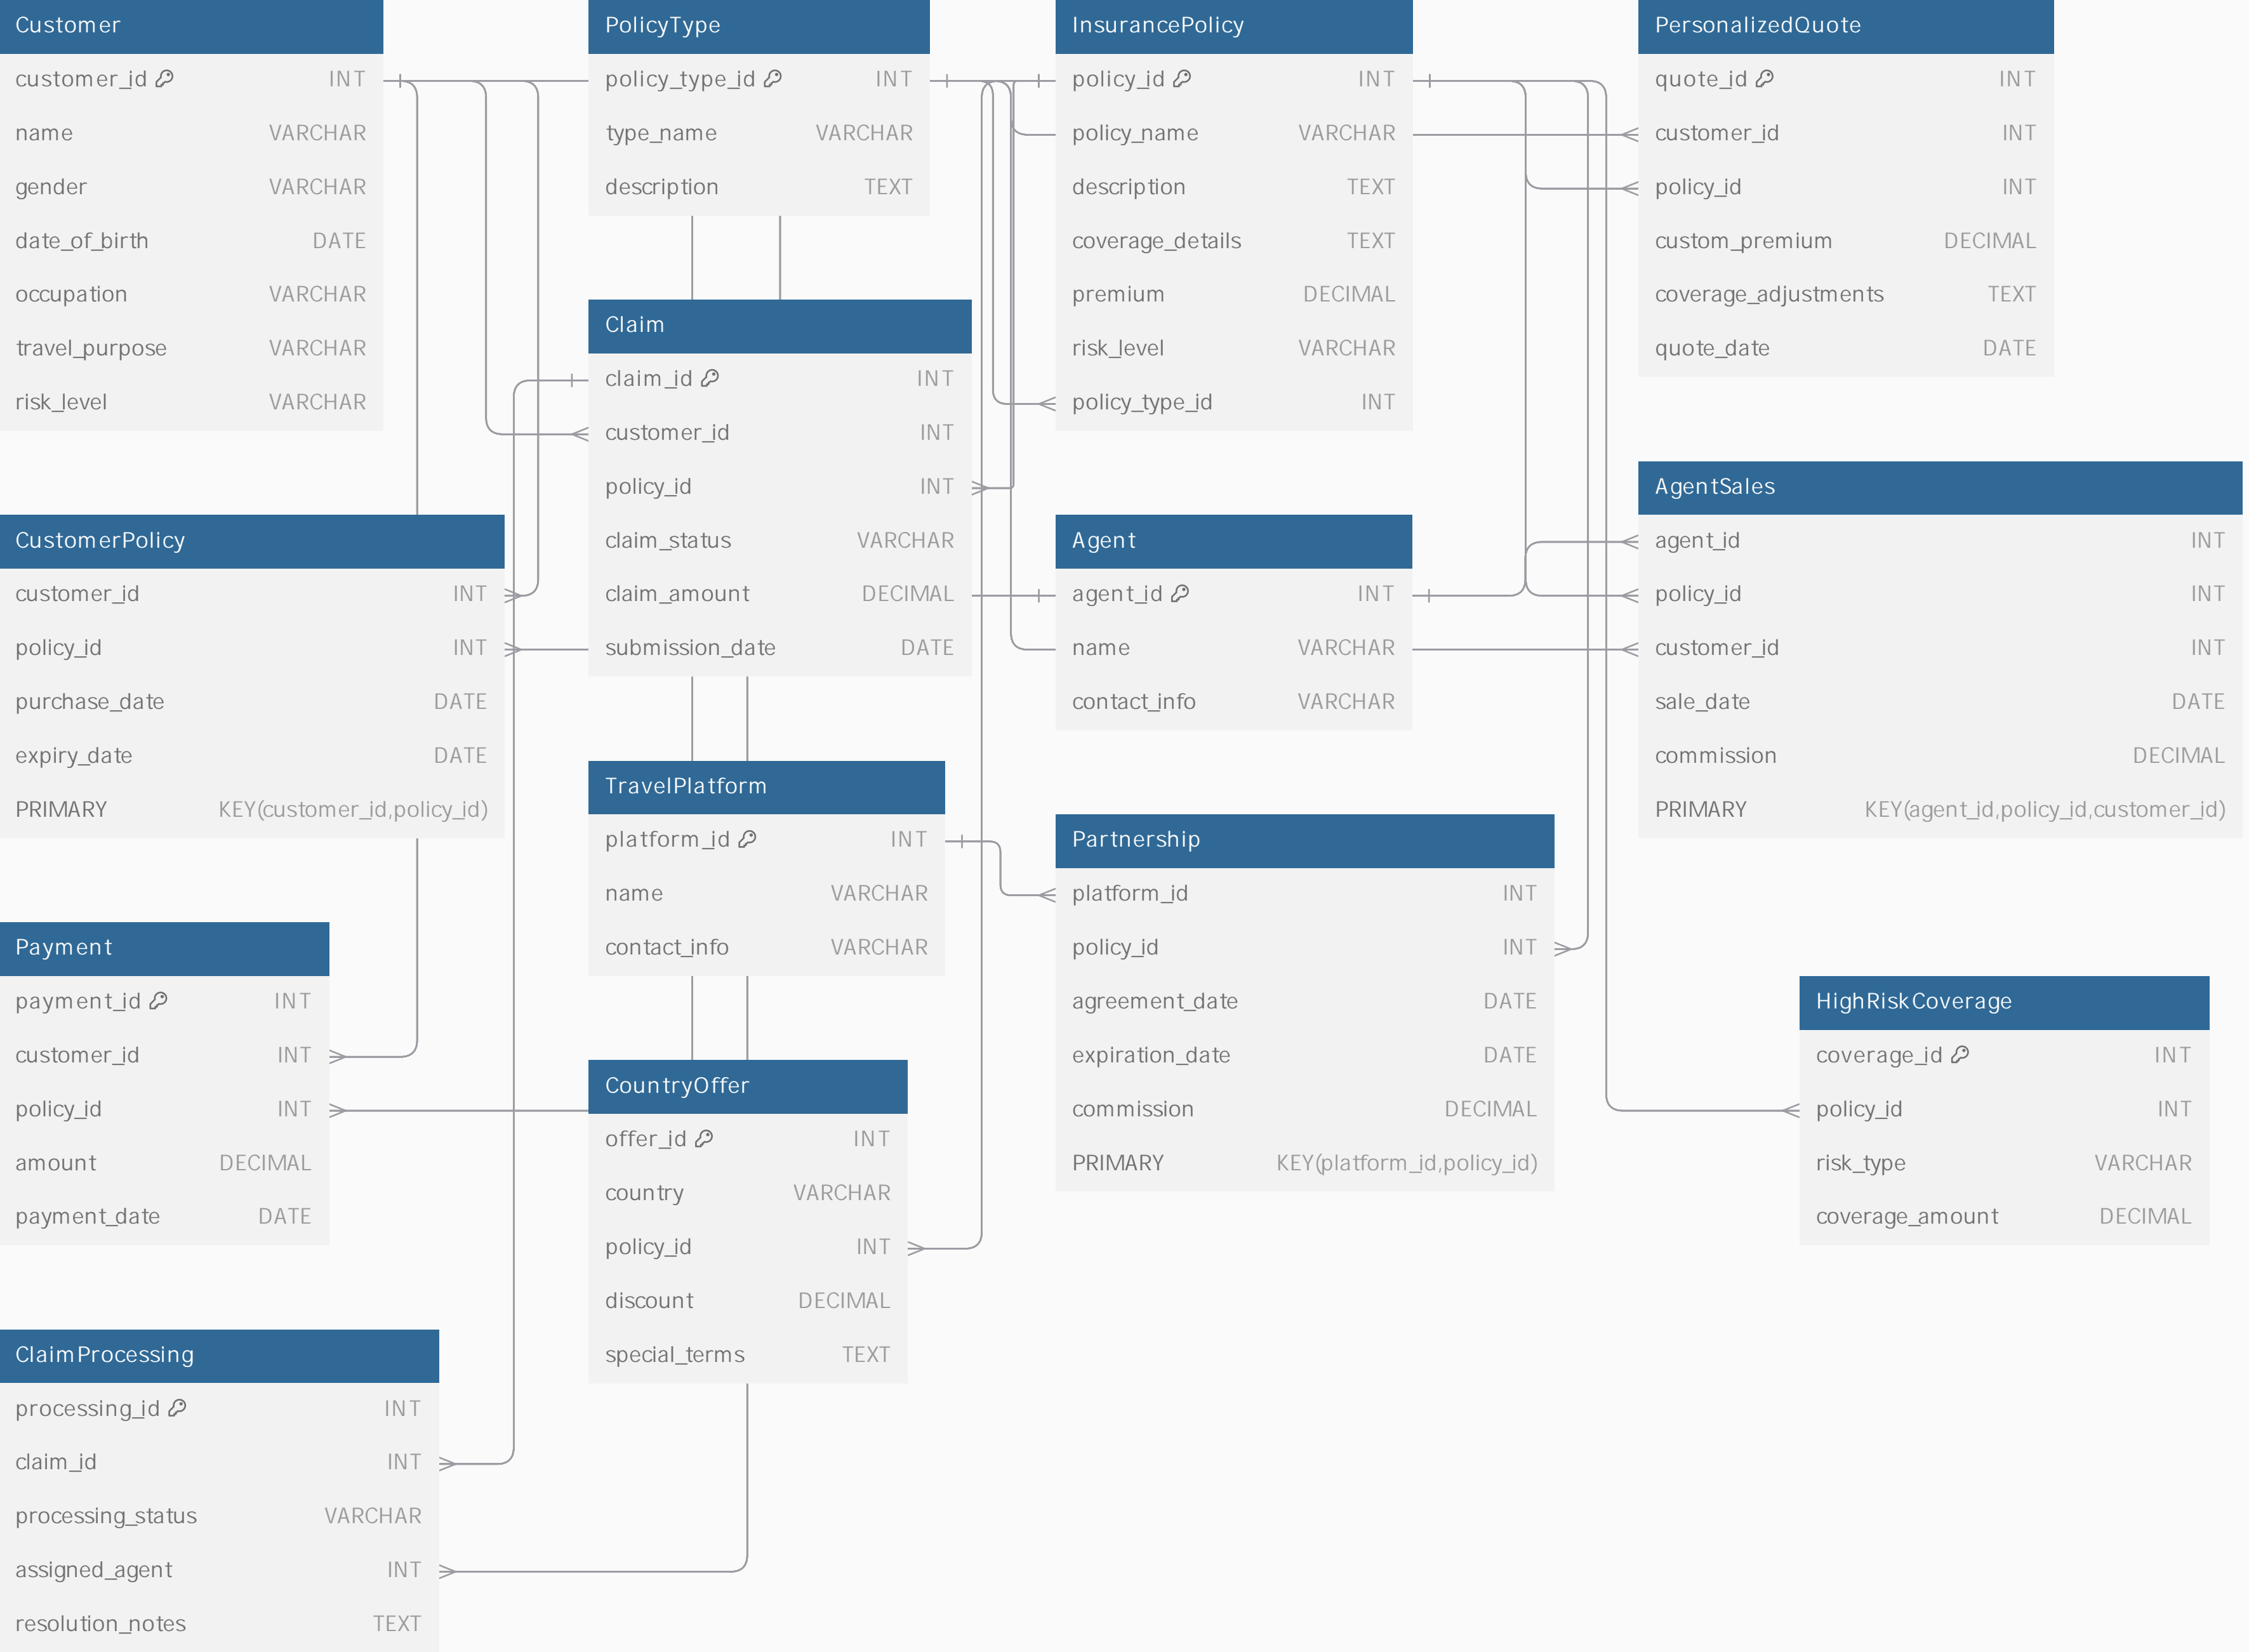 Customer
customer_id INT
name VARCHAR
gender VARCHAR
date_of_birth DATE
occupation VARCHAR
travel_purpose VARCHAR
risk_level VARCHAR
PolicyType
policy_type_id INT
type_name VARCHAR
description TEXT
InsurancePolicy
policy_id INT
policy_name VARCHAR
description TEXT
coverage_details TEXT
premium DECIMAL
risk_level VARCHAR
policy_type_id INT
PersonalizedQuote
quote_id INT
customer_id INT
policy_id INT
custom_premium DECIMAL
coverage_adjustments TEXT
quote_date DATE
Claim
claim_id INT
customer_id INT
policy_id INT
claim_status VARCHAR
claim_amount DECIMAL
submission_date DATE
CustomerPolicy
customer_id INT
policy_id INT
purchase_date DATE
expiry_date DATE
PRIMARY KEY(customer_id,policy_id)
Agent
agent_id INT
name VARCHAR
contact_info VARCHAR
AgentSales
agent_id INT
policy_id INT
customer_id INT
sale_date DATE
commission DECIMAL
PRIMARY KEY(agent_id,policy_id,customer_id)
TravelPlatform
platform_id INT
name VARCHAR
contact_info VARCHAR
Partnership
platform_id INT
policy_id INT
agreement_date DATE
expiration_date DATE
commission DECIMAL
PRIMARY KEY(platform_id,policy_id)
Payment
payment_id INT
customer_id INT
policy_id INT
amount DECIMAL
payment_date DATE
CountryOffer
offer_id INT
country VARCHAR
policy_id INT
discount DECIMAL
special_terms TEXT
HighRiskCoverage
coverage_id INT
policy_id INT
risk_type VARCHAR
coverage_amount DECIMAL
ClaimProcessing
processing_id INT
claim_id INT
processing_status VARCHAR
assigned_agent INT
resolution_notes TEXT